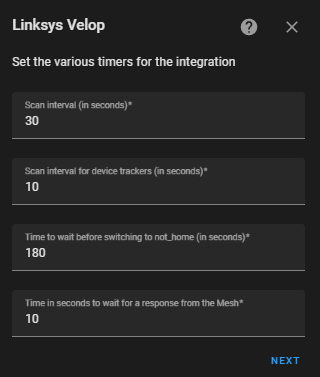 Linksys Velop
Set the various timers for the integration
Scan interval (in seconds)*
30
Scan interval for device trackers (in seconds)*
10
Time to wait before switching to not_home (in seconds)*
180
Time in seconds to wait for a response from the Mesh*
10
NEXT